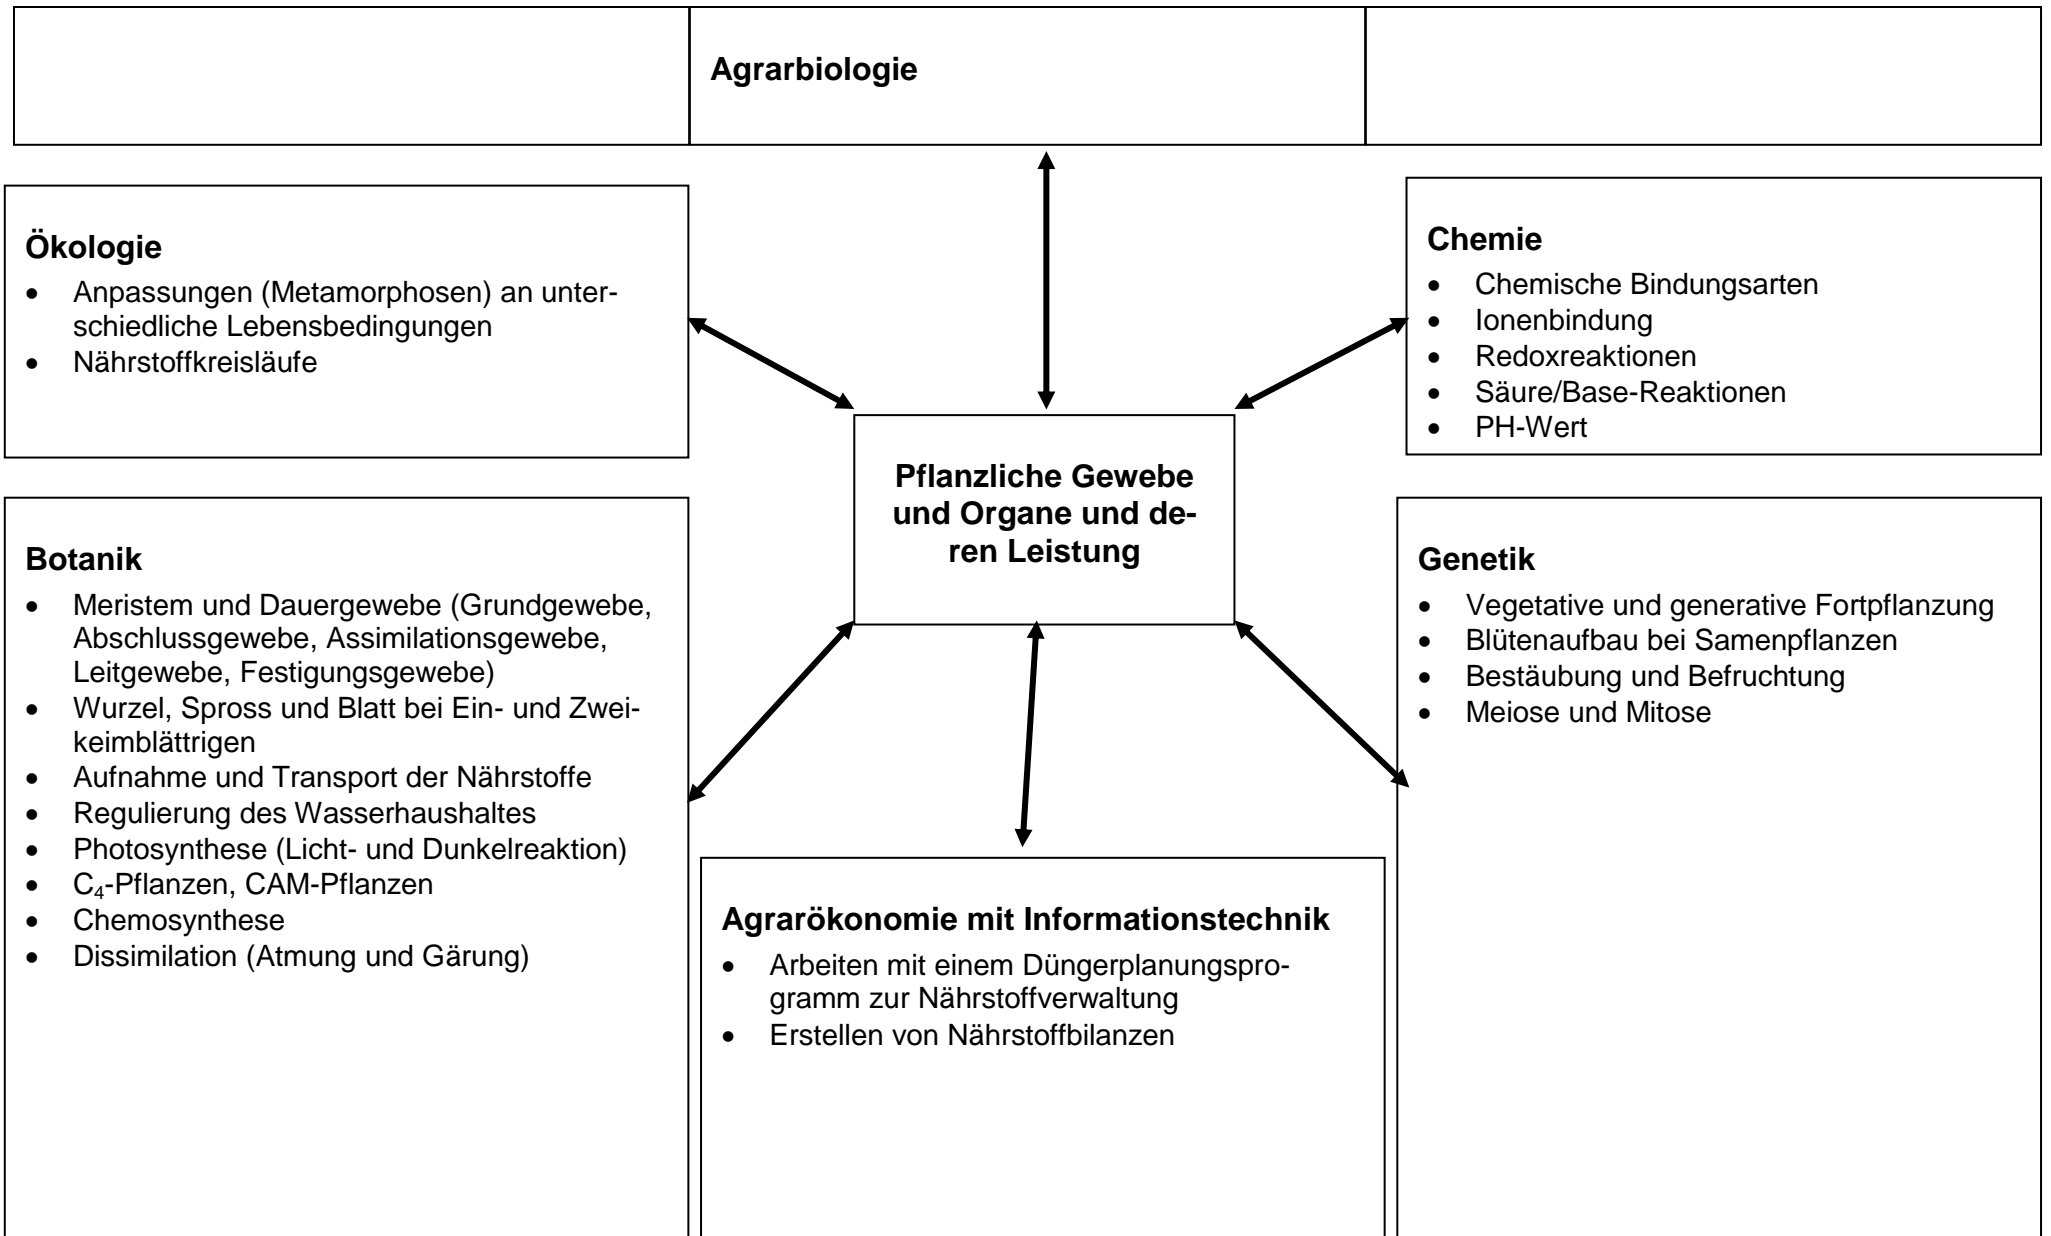 Agrarbiologie
Ökologie
• Anpassungen (Metamorphosen) an unter-
schiedliche Lebensbedingungen
• Nährstoffkreisläufe
Chemie
• Chemische Bindungsarten
• Ionenbindung
• Redoxreaktionen
• Säure/Base-Reaktionen
• PH-Wert
Pflanzliche Gewebe
und Organe und de-
ren Leistung
Botanik
• Meristem und Dauergewebe (Grundgewebe,
Abschlussgewebe, Assimilationsgewebe,
Leitgewebe, Festigungsgewebe)
• Wurzel, Spross und Blatt bei Ein- und Zwei-
keimblättrigen
• Aufnahme und Transport der Nährstoffe
• Regulierung des Wasserhaushaltes
• Photosynthese (Licht- und Dunkelreaktion)
• C₄-Pflanzen, CAM-Pflanzen
• Chemosynthese
• Dissimilation (Atmung und Gärung)
Genetik
• Vegetative und generative Fortpflanzung
• Blütenaufbau bei Samenpflanzen
• Bestäubung und Befruchtung
• Meiose und Mitose
Agrarökonomie mit Informationstechnik
• Arbeiten mit einem Düngerplanungspro-
gramm zur Nährstoffverwaltung
• Erstellen von Nährstoffbilanzen